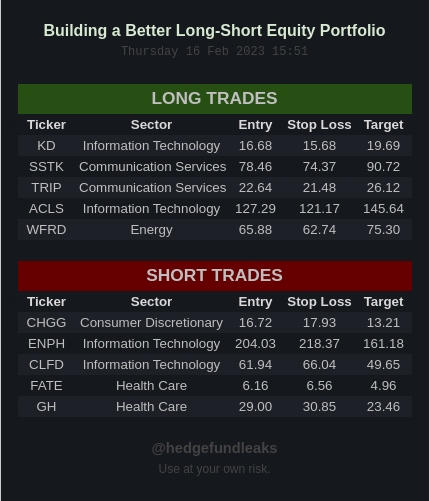 Building a Better Long-Short Equity Portfolio
Thursday 16 Feb 2023 15:51
LONG TRADES
Ticker Sector Entry Stop Loss Target
KD Information Technology 16.68 15.68 19.69
SSTK Communication Services 78.46 74.37 90.72
TRIP Communication Services 22.64 21.48 26.12
ACLS Information Technology 127.29 121.17 145.64
WFRD Energy 65.88 62.74 75.30
SHORT TRADES
Ticker Sector Entry Stop Loss Target
CHGG Consumer Discretionary 16.72 17.93 13.21
ENPH Information Technology 204.03 218.37 161.18
CLFD Information Technology 61.94 66.04 49.65
FATE Health Care 6.16 6.56 4.96
GH Health Care 29.00 30.85 23.46
@hedgefundleaks
Use at your own risk.